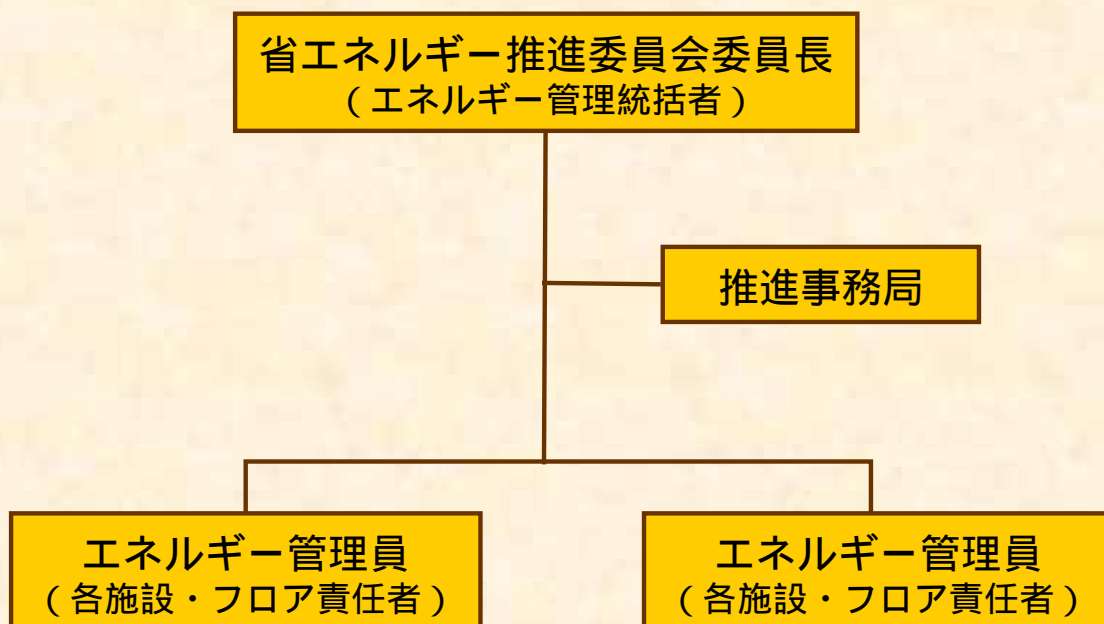 省エネルギー推進委員会委員長
（エネルギー管理統括者）
推進事務局
エネルギー管理員
（各施設・フロア責任者）
エネルギー管理員
（各施設・フロア責任者）